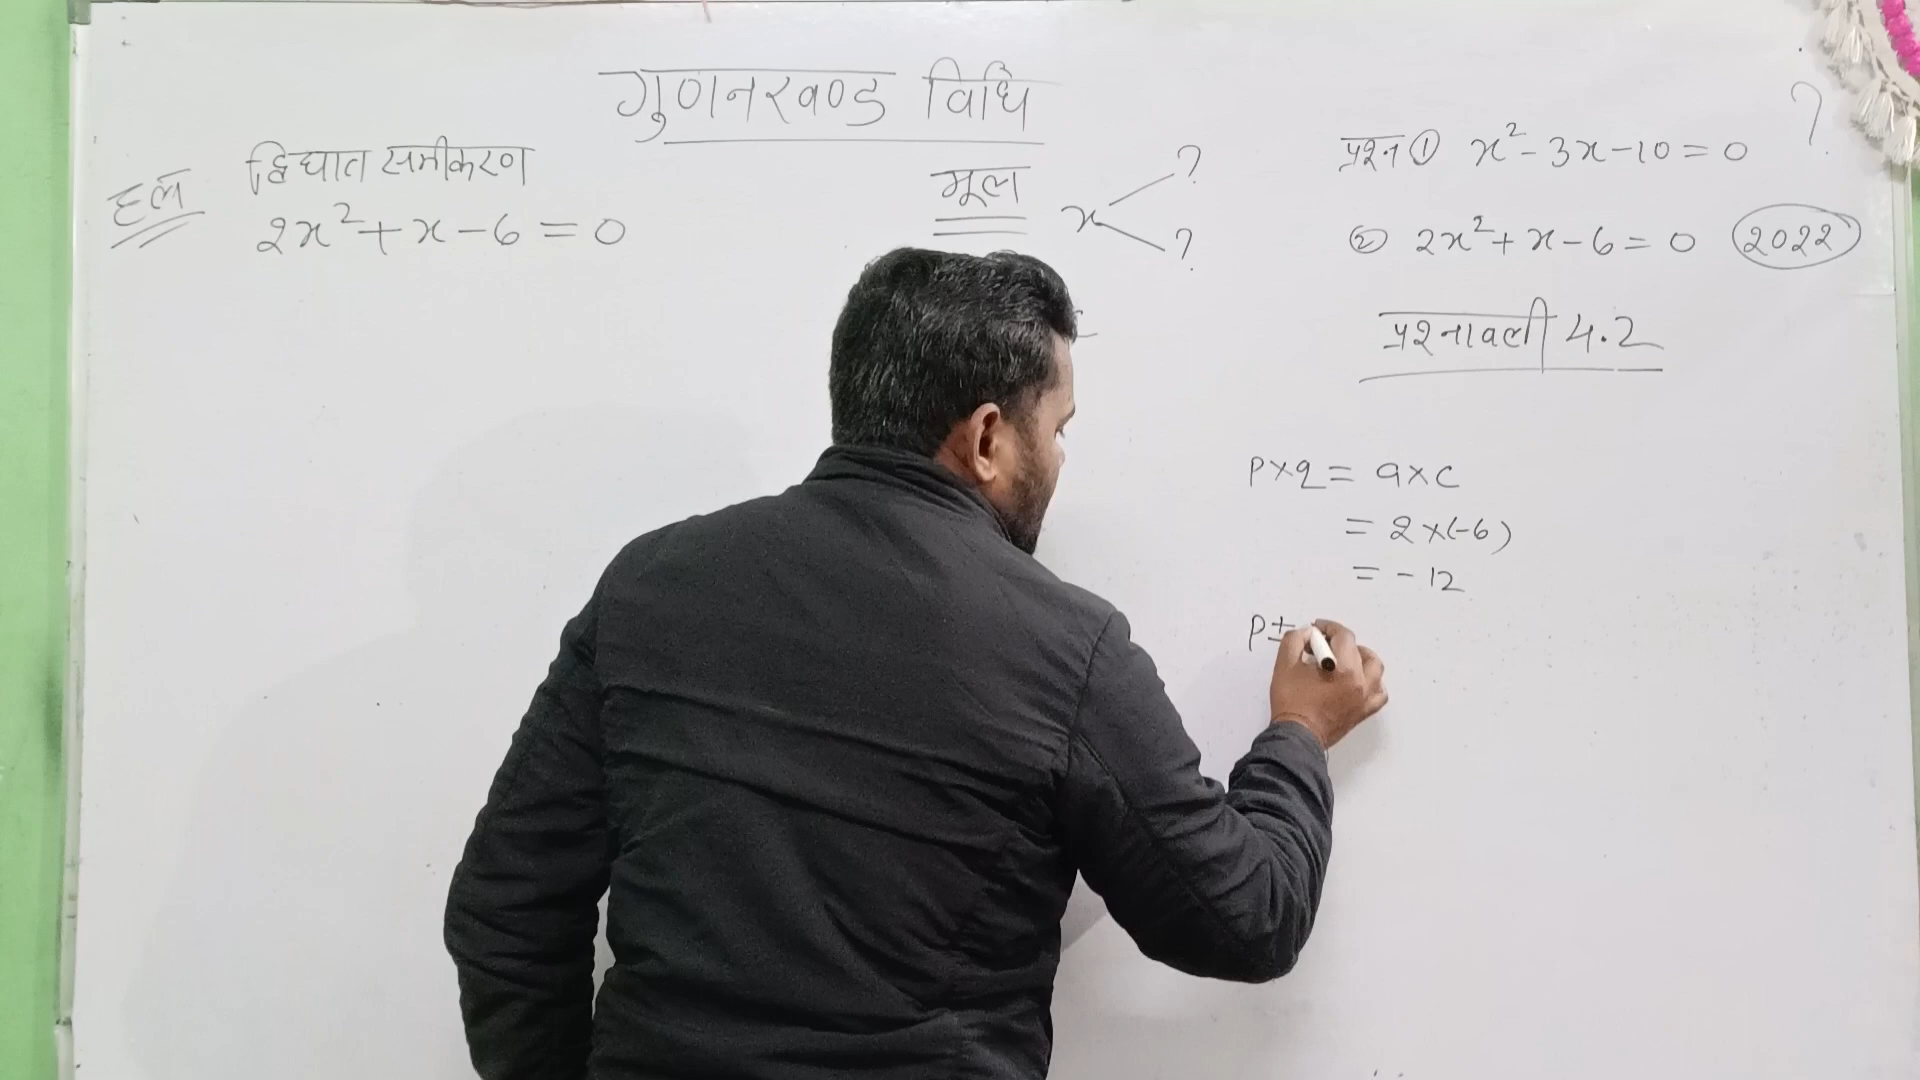 गुणनखण्ड विधि
हल द्विघात समीकरण
2x² + x - 6 = 0
मूल x ? ?
प्रश्न ① x² - 3x - 10 = 0 ?
② 2x² + x - 6 = 0 2022
प्रश्नावली 4.2
p×q = a×c
= 2×(-6)
= -12
p±